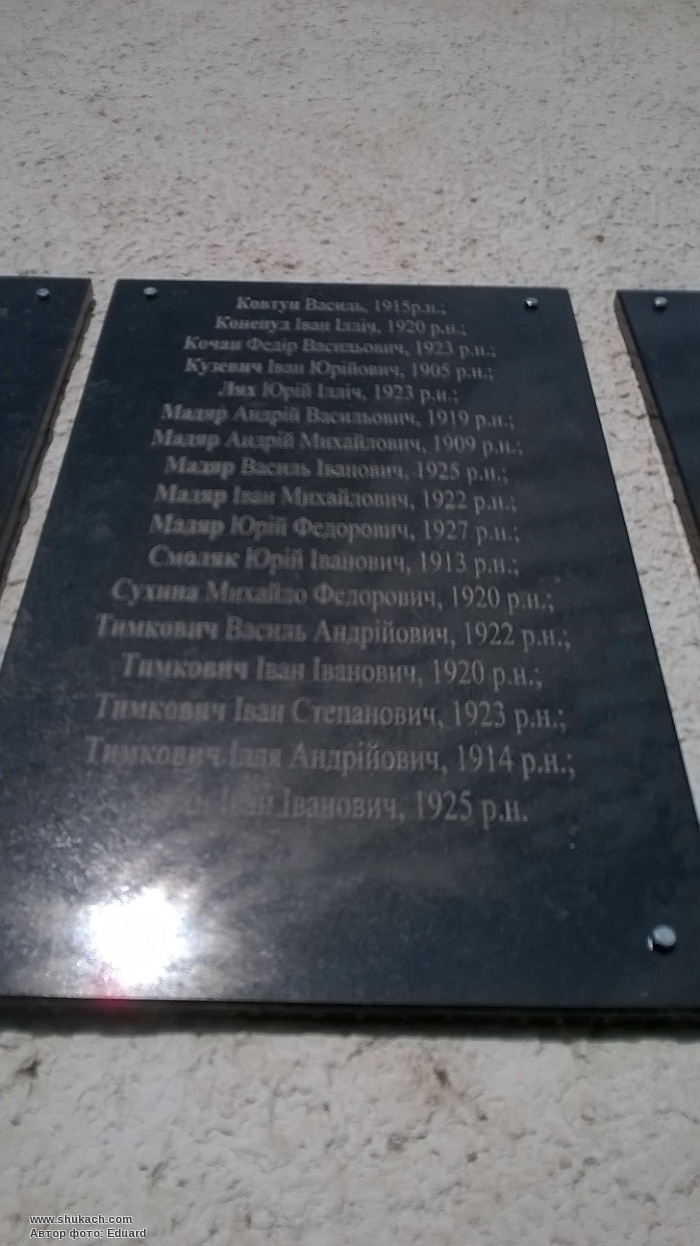 Ковтун Василь, 1915р.н.;
Конепуд Іван Ілліч, 1920 р.н.;
Кочан Федір Васильович, 1923 р.н.;
Кузевич Іван Юрійович, 1905 р.н.;
Лях Юрій Ілліч, 1923 р.н.;
Мадяр Андрій Васильович, 1919 р.н.;
Мадяр Андрій Михайлович, 1909 р.н.;
Мадяр Василь Іванович, 1925 р.н.;
Мадяр Іван Михайлович, 1922 р.н.;
Мадяр Юрій Федорович, 1927 р.н.;
Смоляк Юрій Іванович, 1913 р.н.;
Сухина Михайло Федорович, 1920 р.н.;
Тимкович Василь Андрійович, 1922 р.н.;
Тимкович Іван Іванович, 1920 р.н.;
Тимкович Іван Степанович, 1923 р.н.;
Тимкович Ілля Андрійович, 1914 р.н.;
Іван Іванович, 1925 р.н.
www.shukach.com
Автор фото: Eduard